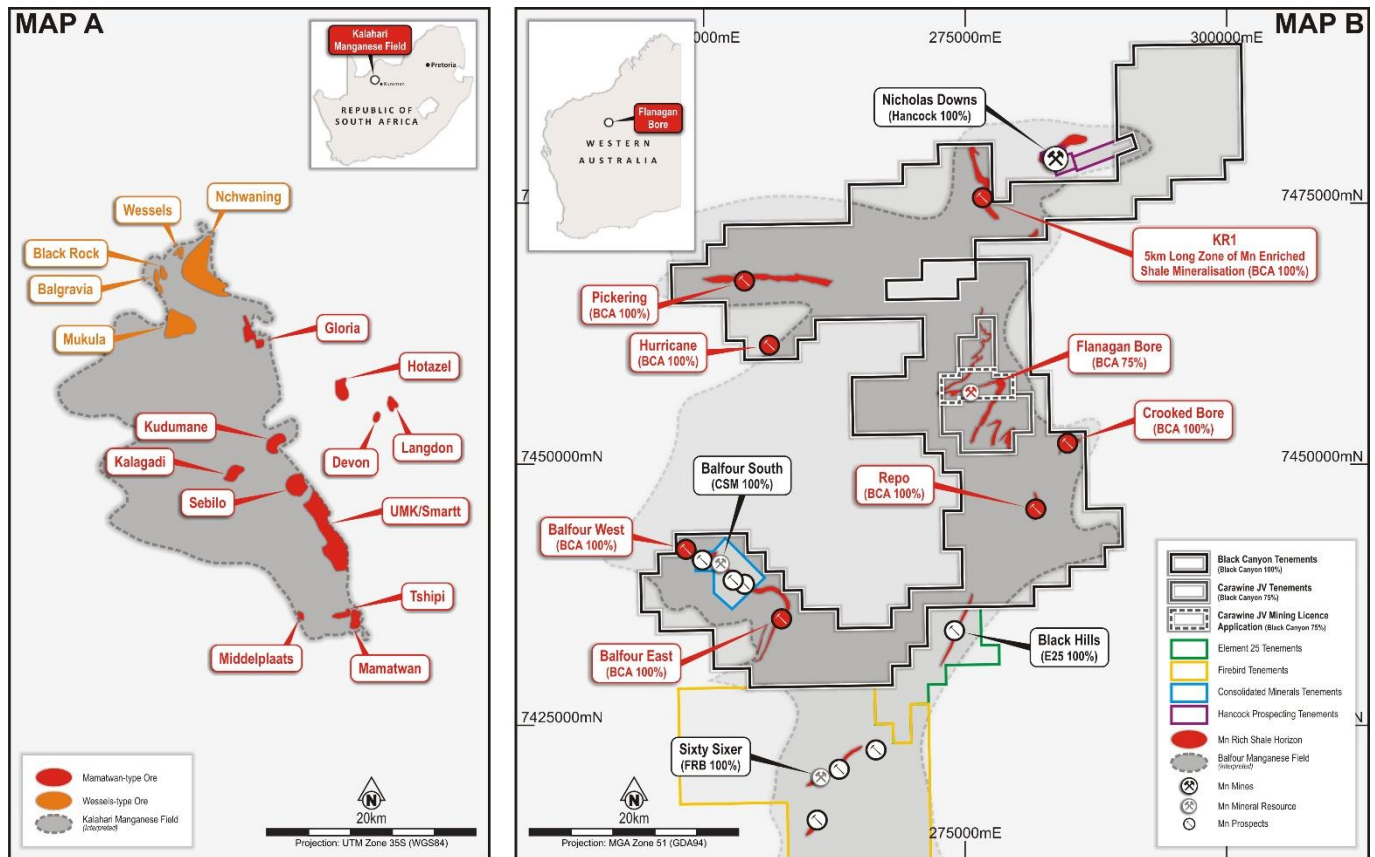 MAP A
Kalahari
Manganese Field
Pretoria
Kuruman
REPUBLIC OF
SOUTH AFRICA
Nchwaning
Wessels
Black Rock
Balgravia
Mukula
Gloria
Hotazel
Kudumane
Devon
Langdon
Kalagadi
Sebilo
UMK/Smartt
Tshipi
Middelplaats
Mamatwan
Mamatwan-type Ore
Wessels-type Ore
Kalahari Manganese Field
(Interpreted)
N
20km
Projection: UTM Zone 35S (WGS84)
MAP B
000mE
275000mE
300000mE
Flanagan
Bore
WESTERN
AUSTRALIA
Nicholas Downs
(Hancock 100%)
7
7475000mN
KR1
5km Long Zone of Mn Enriched
Shale Mineralisation (BCA 100%)
Pickering
(BCA 100%)
Hurricane
(BCA 100%)
Flanagan Bore
(BCA 75%)
Crooked Bore
(BCA 100%)
7450000mN
7450000mN
Balfour South
(CSM 100%)
Repo
(BCA 100%)
Balfour West
(BCA 100%)
Balfour East
(BCA 100%)
Black Hills
(E25 100%)
7425000mN
N
Sixty Sixer
(FRB 100%)
N
20km
Projection: MGA Zone 51 (GDA94)
275000mE
Black Canyon Tenements
(Black Canyon 100%)
Carawine JV Tenements
(Black Canyon 75%)
Carawine JV Mining Licence
Application (Black Canyon 75%)
Element 25 Tenements
Firebird Tenements
Consolidated Minerals Tenements
Hancock Prospecting Tenements
Mn Rich Shale Horizon
Balfour Manganese Field
(Interpreted)
Mn Mines
Mn Mineral Resource
Mn Prospects